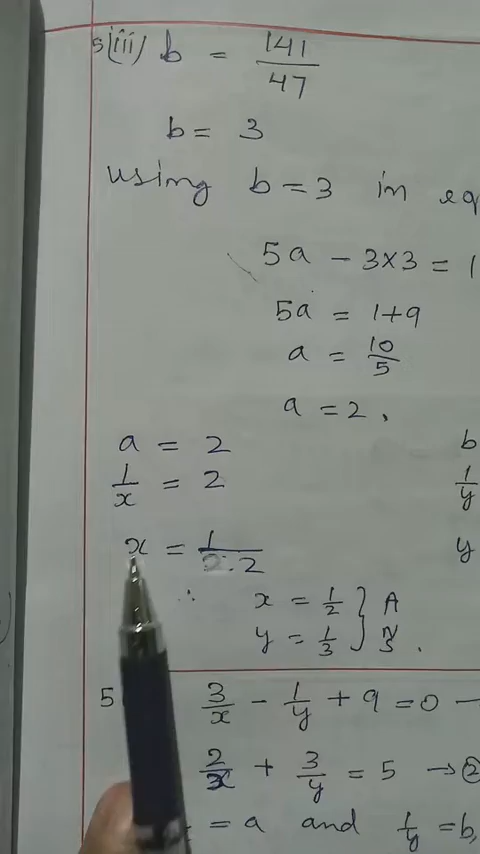 5(iii) b = 141/47
b = 3
using b = 3 in eq
5a - 3×3 = 1
5a = 1+9
a = 10/5
a = 2.
a = 2 b
1/x = 2 1/y
x = 1/2 y
∴ x = 1/2 } A
y = 1/3 } .
5 3/x - 1/y + 9 = 0 —
2/x + 3/y = 5 → ②
= a and 1/y = b,